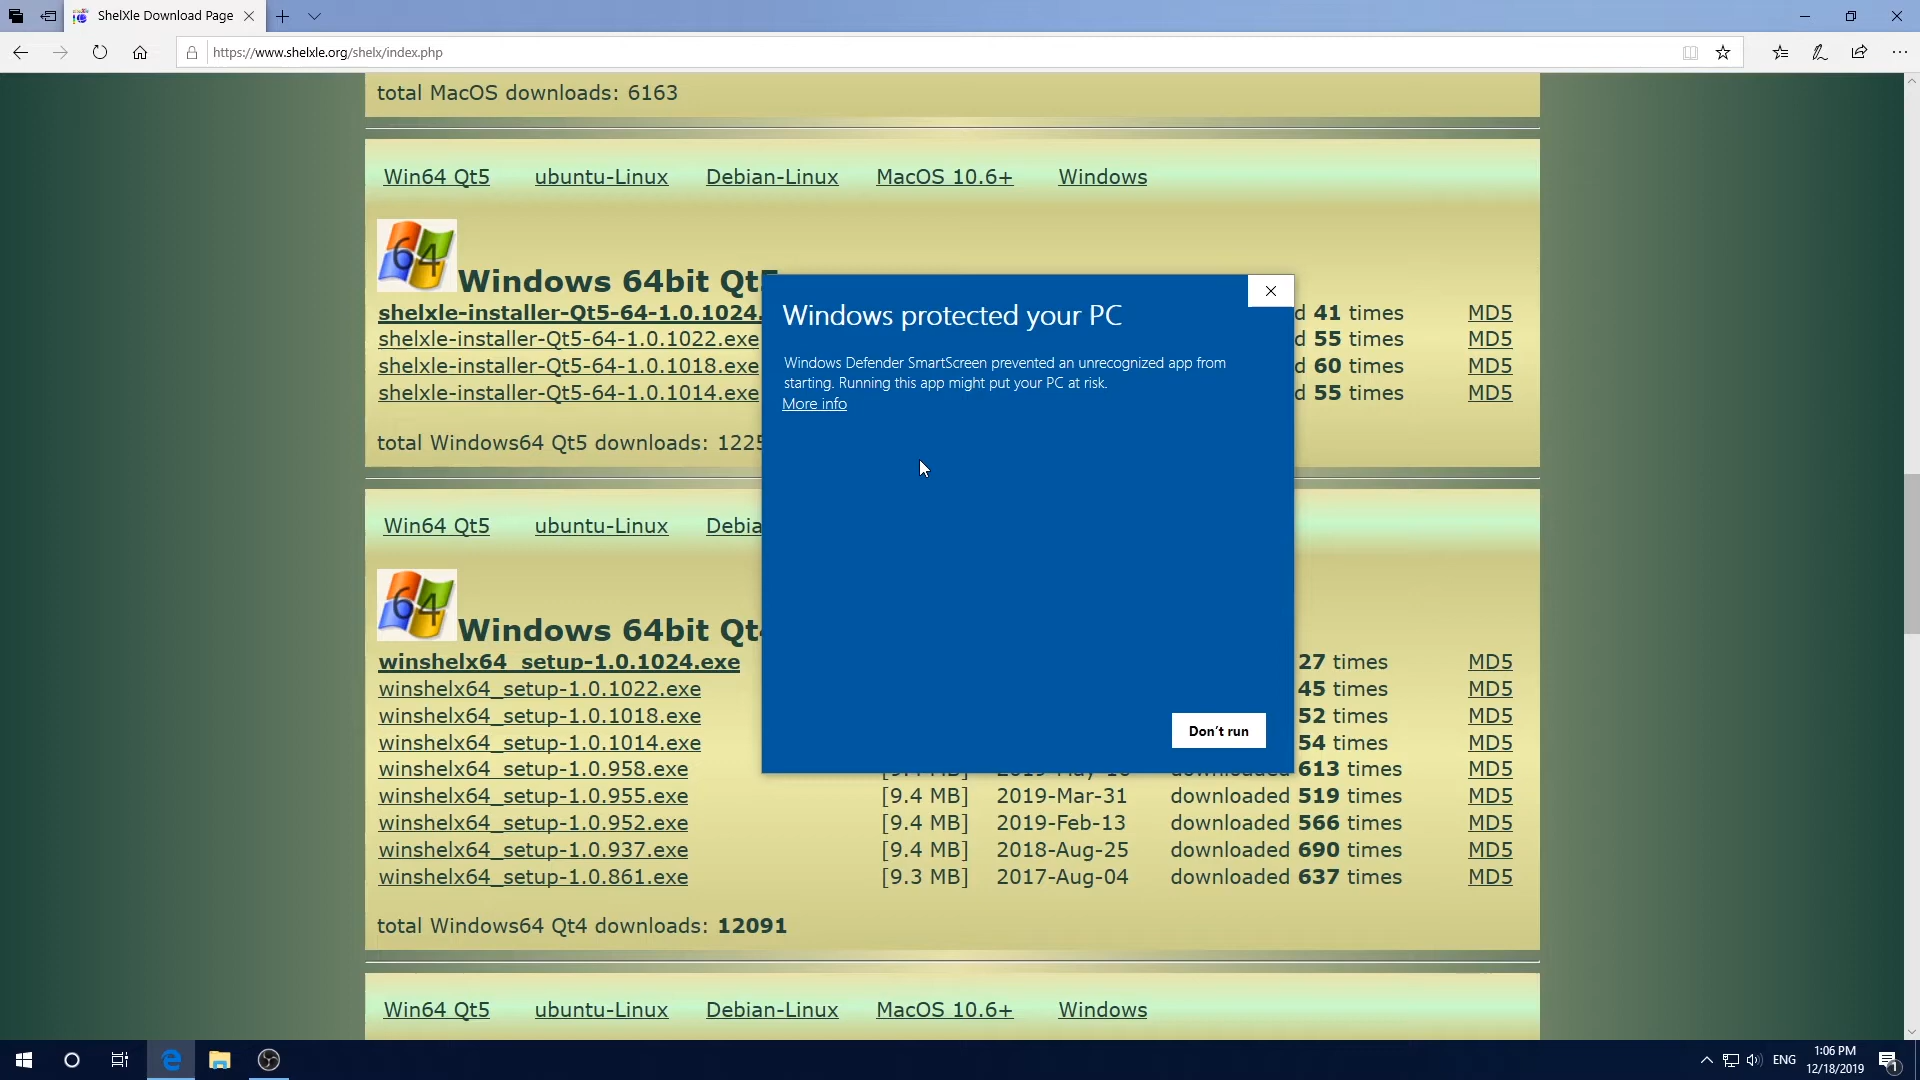 ShelXle Download Page
https://www.shelxle.org/shelx/index.php
total MacOS downloads: 6163
Win64 Qt5 ubuntu-Linux Debian-Linux MacOS 10.6+ Windows
64
Windows 64bit Qt5
shelxle-installer-Qt5-64-1.0.1024. d 41 times MD5
shelxle-installer-Qt5-64-1.0.1022.exe d 55 times MD5
shelxle-installer-Qt5-64-1.0.1018.exe d 60 times MD5
shelxle-installer-Qt5-64-1.0.1014.exe d 55 times MD5
total Windows64 Qt5 downloads: 1225
Windows protected your PC
Windows Defender SmartScreen prevented an unrecognized app from
starting. Running this app might put your PC at risk.
More info
Don't run
Win64 Qt5 ubuntu-Linux Debia
64
Windows 64bit Qt4
winshelx64_setup-1.0.1024.exe 27 times MD5
winshelx64_setup-1.0.1022.exe 45 times MD5
winshelx64_setup-1.0.1018.exe 52 times MD5
winshelx64_setup-1.0.1014.exe 54 times MD5
winshelx64_setup-1.0.958.exe 613 times MD5
winshelx64_setup-1.0.955.exe [9.4 MB] 2019-Mar-31 downloaded 519 times MD5
winshelx64_setup-1.0.952.exe [9.4 MB] 2019-Feb-13 downloaded 566 times MD5
winshelx64_setup-1.0.937.exe [9.4 MB] 2018-Aug-25 downloaded 690 times MD5
winshelx64_setup-1.0.861.exe [9.3 MB] 2017-Aug-04 downloaded 637 times MD5
total Windows64 Qt4 downloads: 12091
Win64 Qt5 ubuntu-Linux Debian-Linux MacOS 10.6+ Windows
ENG
1:06 PM
12/18/2019
1